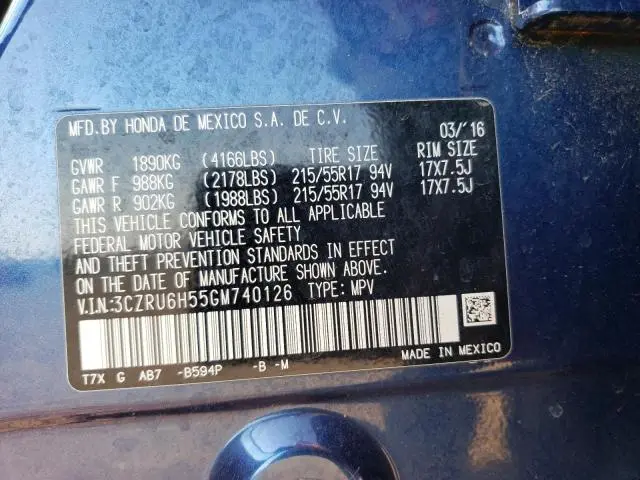 MFD.BY HONDA DE MEXICO S.A. DE C.V. 03/'16
GVWR 1890KG (4166LBS) TIRE SIZE RIM SIZE
GAWR F 988KG (2178LBS) 215/55R17 94V 17X7.5J
GAWR R 902KG (1988LBS) 215/55R17 94V 17X7.5J
THIS VEHICLE CONFORMS TO ALL APPLICABLE
FEDERAL MOTOR VEHICLE SAFETY
AND THEFT PREVENTION STANDARDS IN EFFECT
ON THE DATE OF MANUFACTURE SHOWN ABOVE.
V.I.N.:3CZRU6H55GM740126 TYPE: MPV
T7X G AB7 -B594P -B -M MADE IN MEXICO